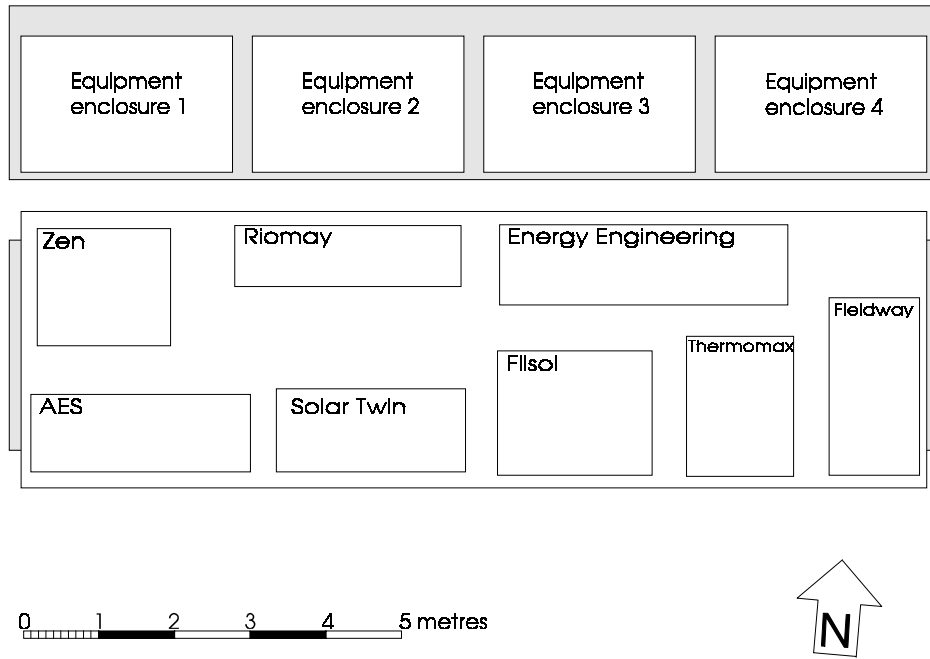 Equipment
enclosure 1
Equipment
enclosure 2
Equipment
enclosure 3
Equipment
enclosure 4
Zen
Riomay
Energy Engineering
Fieldway
Thermomax
Filsol
AES
Solar Twin
0 1 2 3 4 5 metres
N